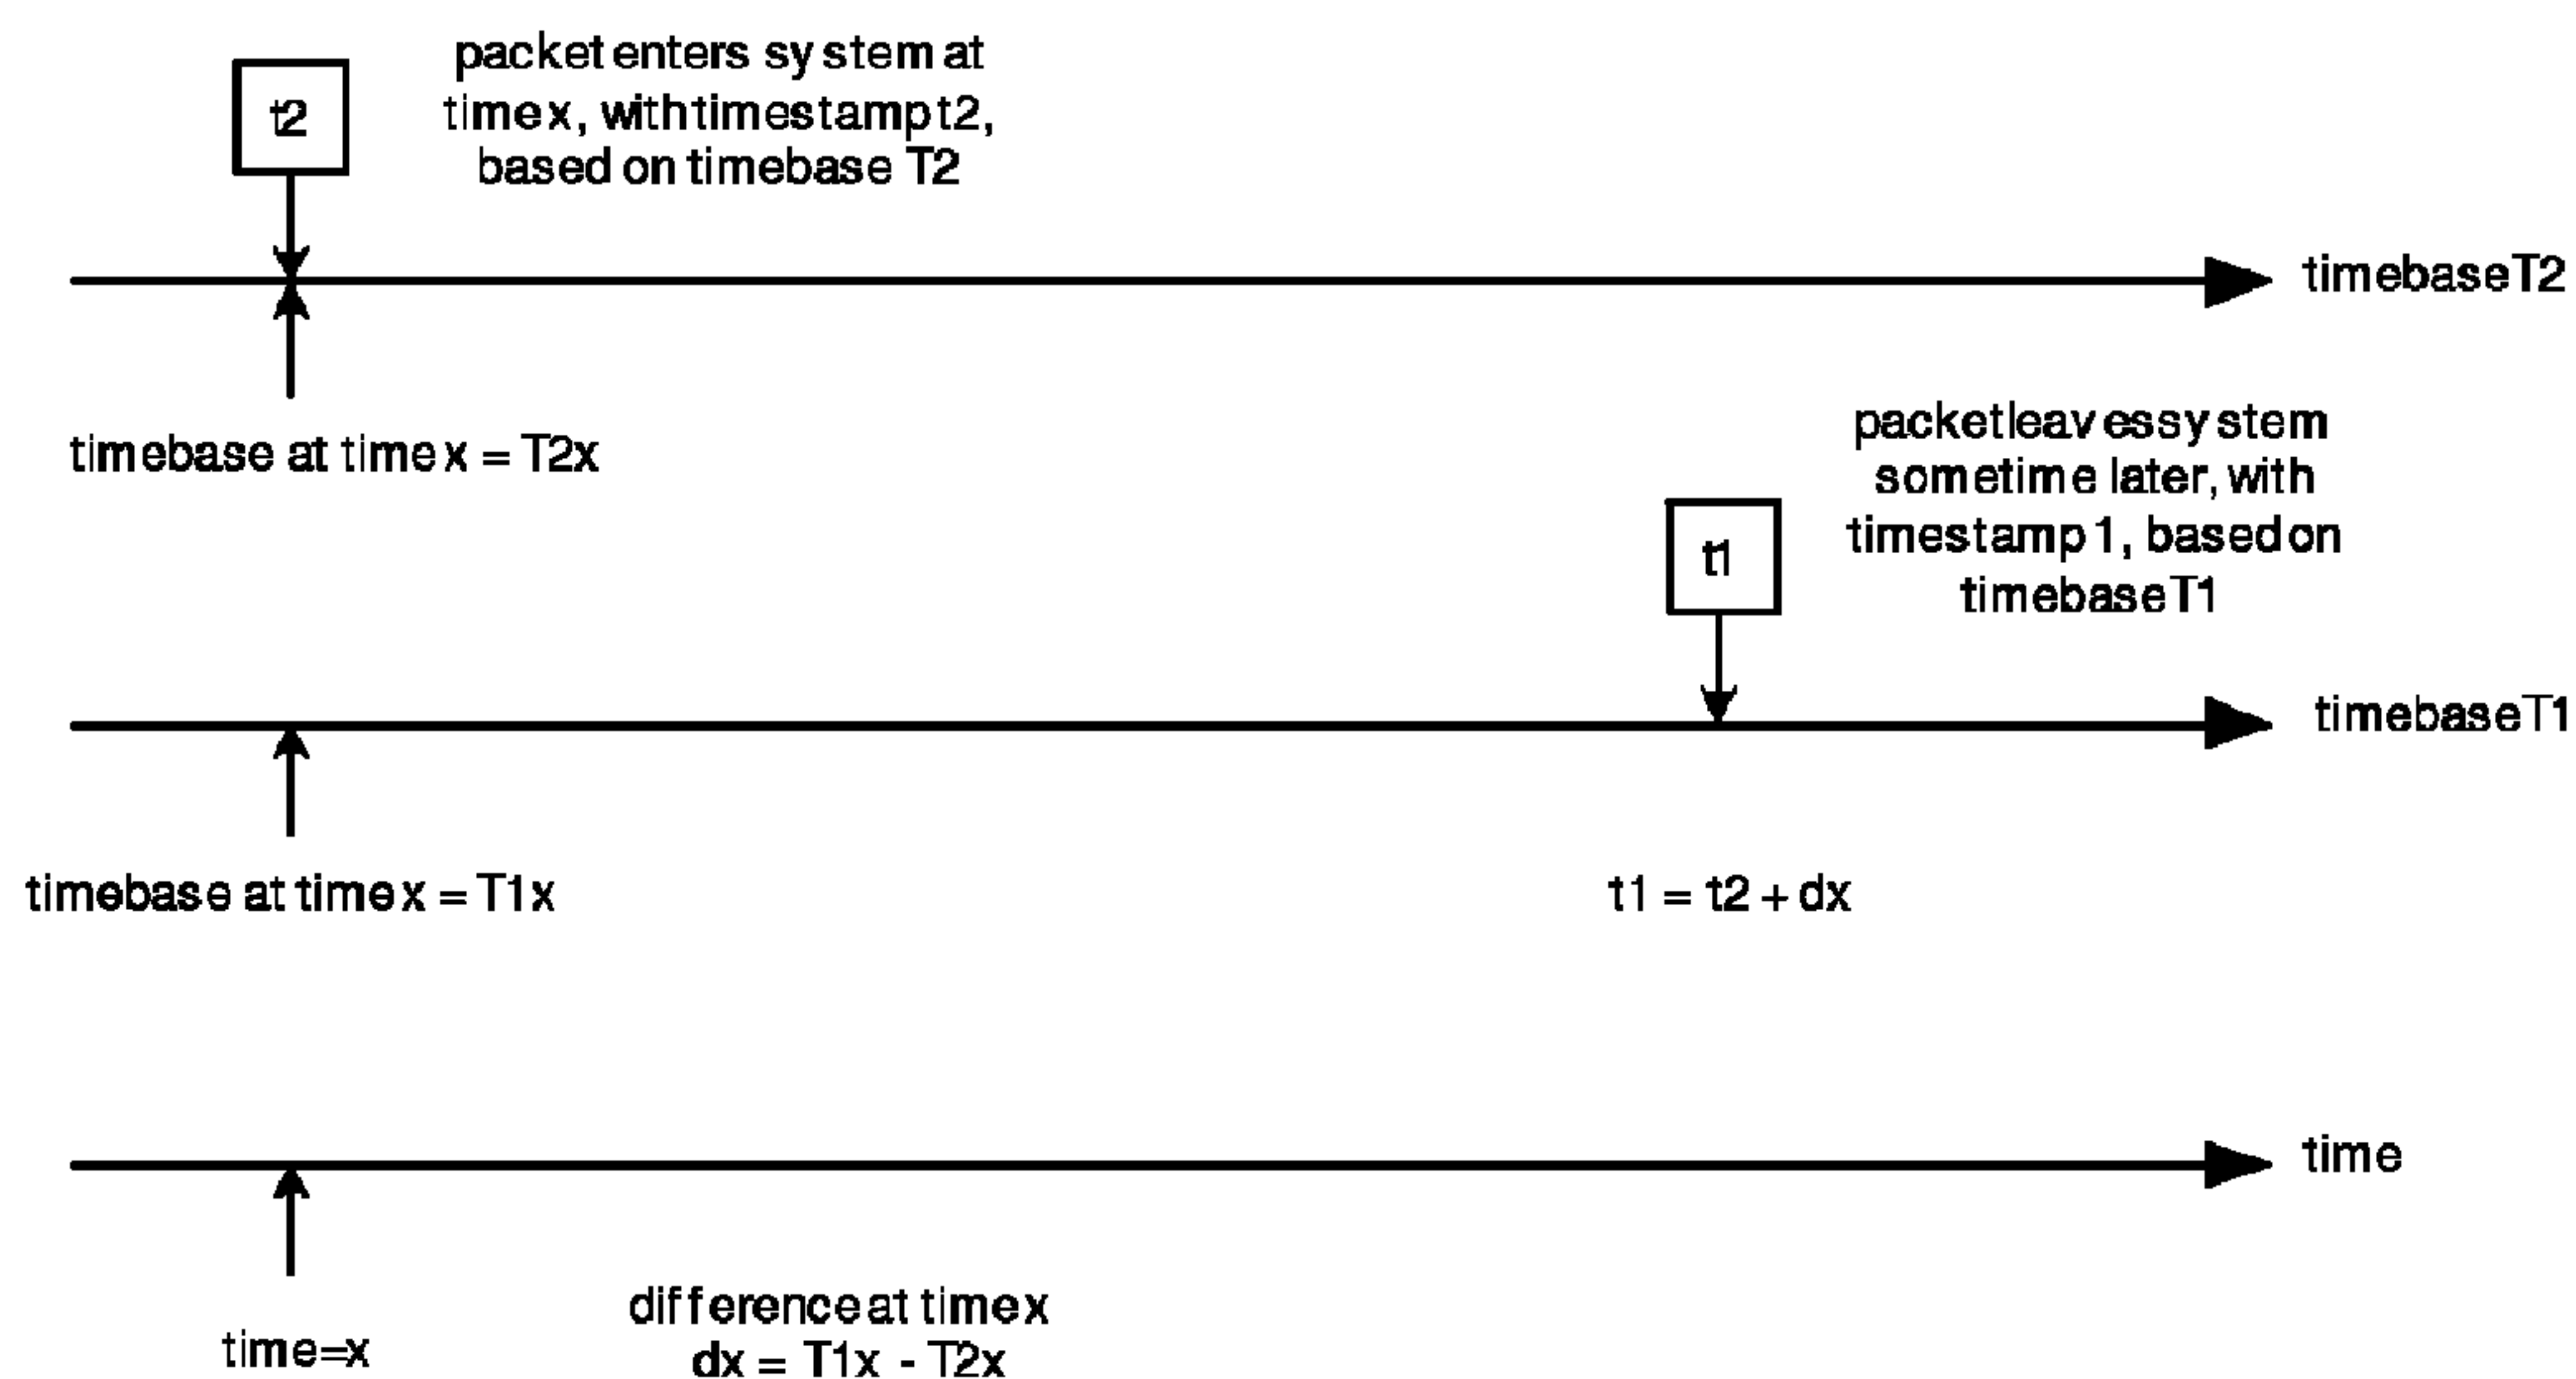 t2
packet enters system at
time x, with timestamp t2,
based on timebase T2
timebase T2
timebase at time x = T2x
packet leaves system
sometime later, with
timestamp 1, based on
timebase T1
t1
timebase T1
timebase at time x = T1x
t1 = t2 + dx
time
time=x
difference at time x
dx = T1x - T2x